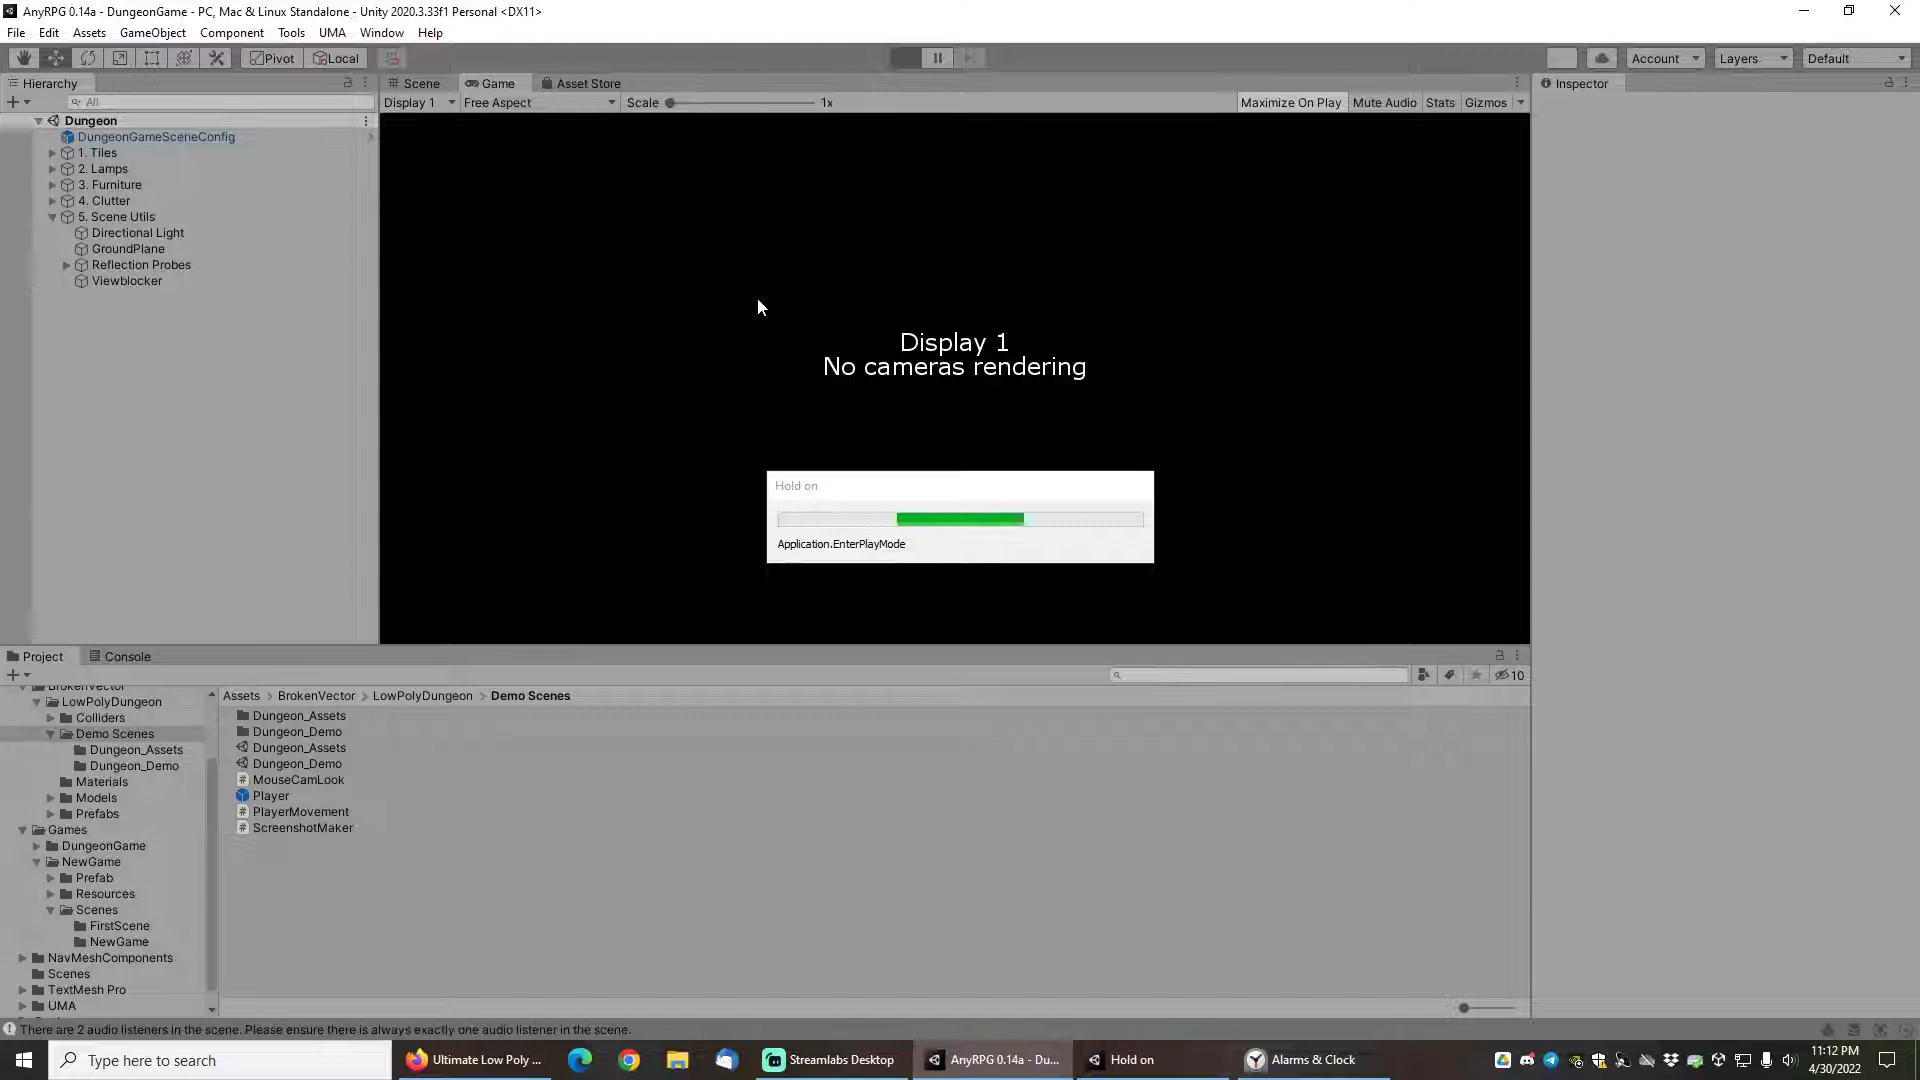 AnyRPG 0.14a - DungeonGame - PC, Mac & Linux Standalone - Unity 2020.3.33f1 Personal <DX11>
File Edit Assets GameObject Component Tools UMA Window Help
Pivot Local Account Layers Default
Hierarchy Scene Game Asset Store Inspector
All Display 1 Free Aspect Scale 1x Maximize On Play Mute Audio Stats Gizmos
Dungeon
DungeonGameSceneConfig
1. Tiles
2. Lamps
3. Furniture
4. Clutter
5. Scene Utils
Directional Light
GroundPlane
Reflection Probes
Viewblocker
Display 1
No cameras rendering
Hold on
Application.EnterPlayMode
Project Console
10
BrokenVector
LowPolyDungeon
Colliders
Demo Scenes
Dungeon_Assets
Dungeon_Demo
Materials
Models
Prefabs
Games
DungeonGame
NewGame
Prefab
Resources
Scenes
FirstScene
NewGame
NavMeshComponents
Scenes
TextMesh Pro
UMA
Assets > BrokenVector > LowPolyDungeon > Demo Scenes
Dungeon_Assets
Dungeon_Demo
Dungeon_Assets
Dungeon_Demo
MouseCamLook
Player
PlayerMovement
ScreenshotMaker
There are 2 audio listeners in the scene. Please ensure there is always exactly one audio listener in the scene.
Type here to search
Ultimate Low Poly ...
Streamlabs Desktop
AnyRPG 0.14a - Du...
Hold on
Alarms & Clock
11:12 PM
4/30/2022